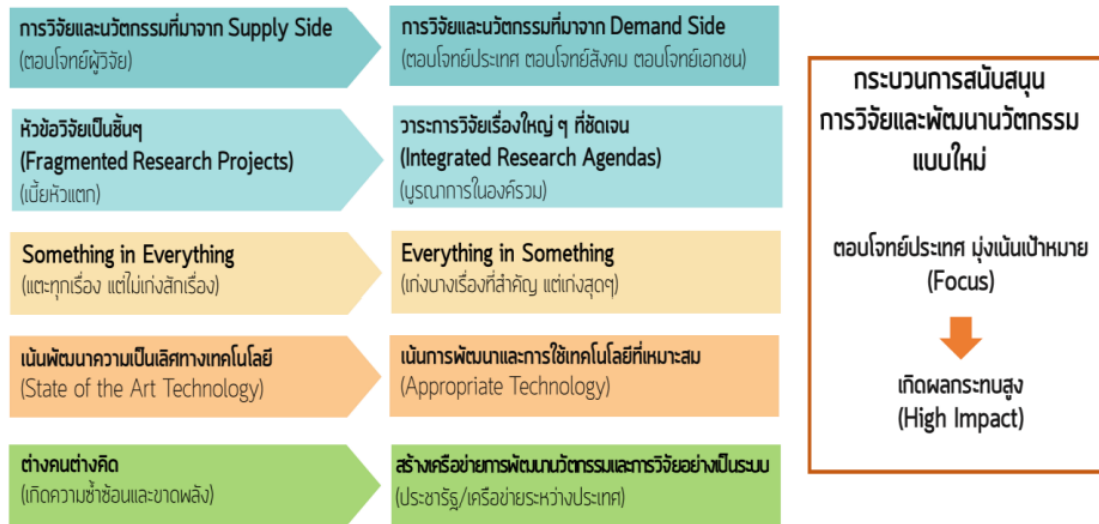 การวิจัยและนวัตกรรมที่มาจาก Supply Side
(ตอบโจทย์ผู้วิจัย)
การวิจัยและนวัตกรรมที่มาจาก Demand Side
(ตอบโจทย์ประเทศ ตอบโจทย์สังคม ตอบโจทย์เอกชน)
หัวข้อวิจัยเป็นชิ้นๆ
(Fragmented Research Projects)
(เบี้ยหัวแตก)
วาระการวิจัยเรื่องใหญ่ ๆ ที่ชัดเจน
(Integrated Research Agendas)
(บูรณาการในองค์รวม)
Something in Everything
(แตะทุกเรื่อง แต่ไม่เก่งสักเรื่อง)
Everything in Something
(เก่งบางเรื่องที่สำคัญ แต่เก่งสุดๆ)
เน้นพัฒนาความเป็นเลิศทางเทคโนโลยี
(State of the Art Technology)
เน้นการพัฒนาและการใช้เทคโนโลยีที่เหมาะสม
(Appropriate Technology)
ต่างคนต่างคิด
(เกิดความซ้ำซ้อนและขาดพลัง)
สร้างเครือข่ายการพัฒนานวัตกรรมและการวิจัยอย่างเป็นระบบ
(ประชารัฐ/เครือข่ายระหว่างประเทศ)
กระบวนการสนับสนุน
การวิจัยและพัฒนานวัตกรรม
แบบใหม่
ตอบโจทย์ประเทศ มุ่งเน้นเป้าหมาย
(Focus)
เกิดผลกระทบสูง
(High Impact)